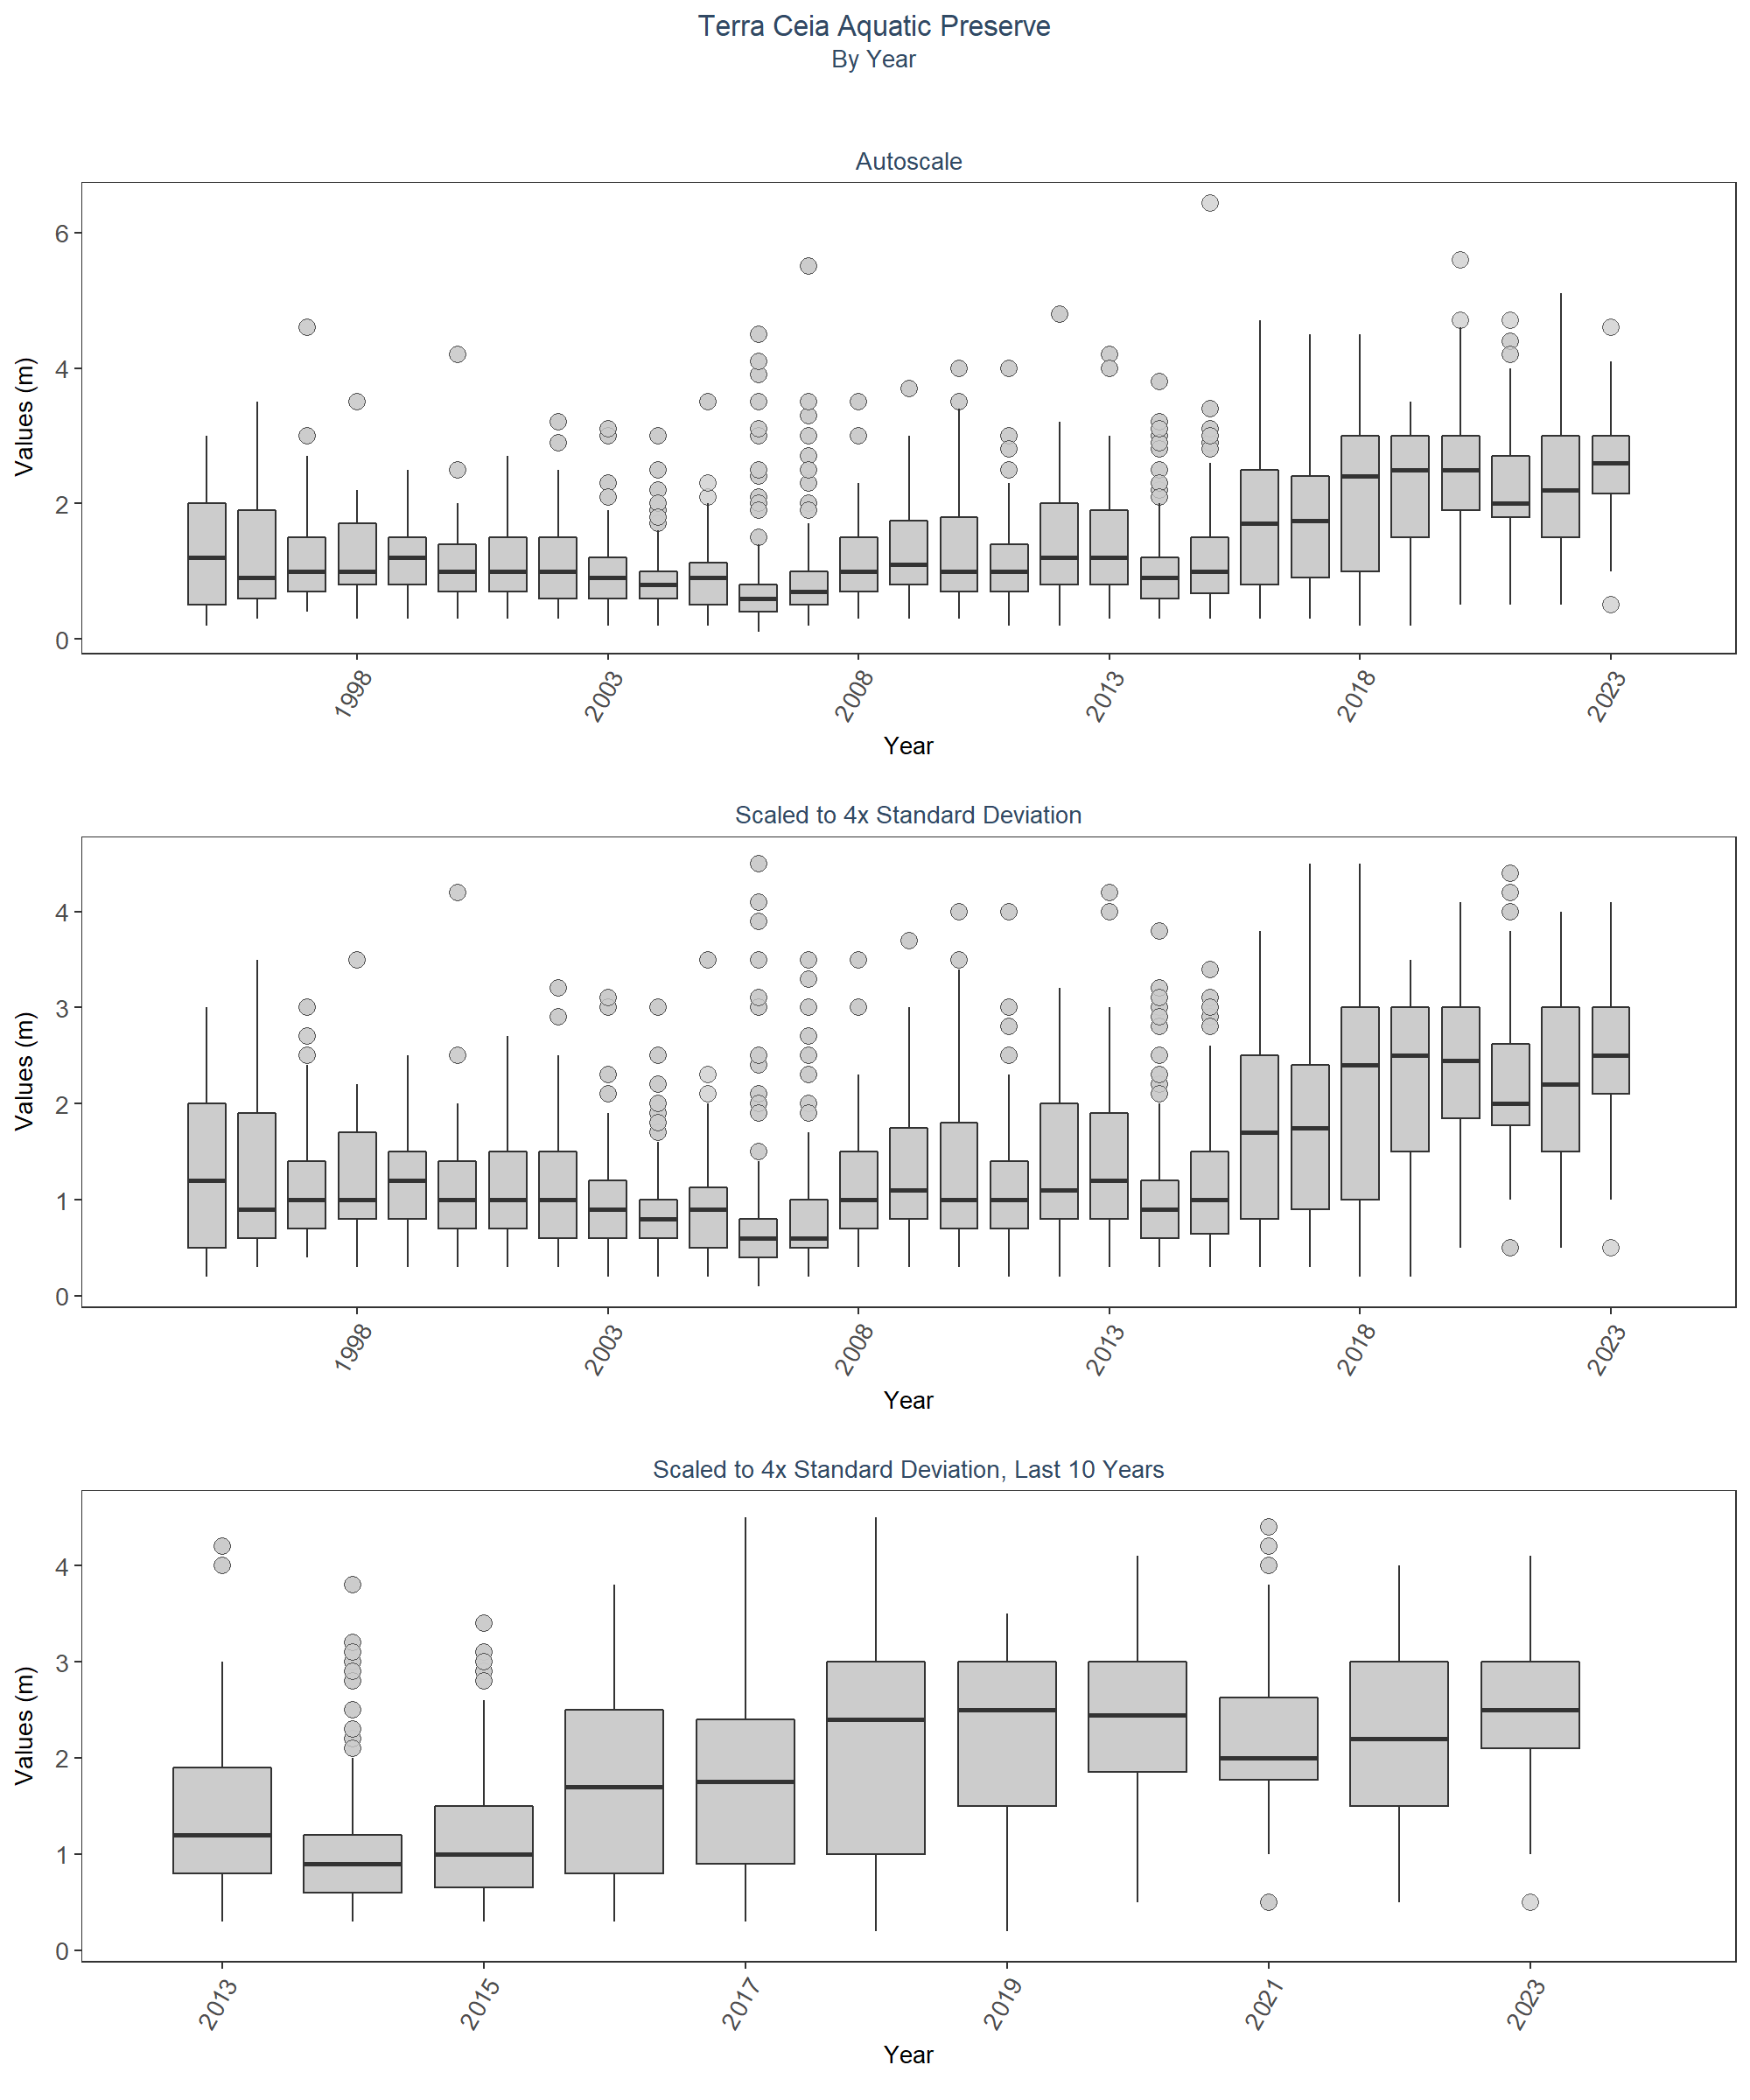 Terra Ceia Aquatic Preserve
By Year
Autoscale
Values (m)
6
4
2
0
1998
2003
2008
2013
2018
2023
Year
Scaled to 4x Standard Deviation
Values (m)
4
3
2
1
0
1998
2003
2008
2013
2018
2023
Year
Scaled to 4x Standard Deviation, Last 10 Years
Values (m)
4
3
2
1
0
2013
2015
2017
2019
2021
2023
Year